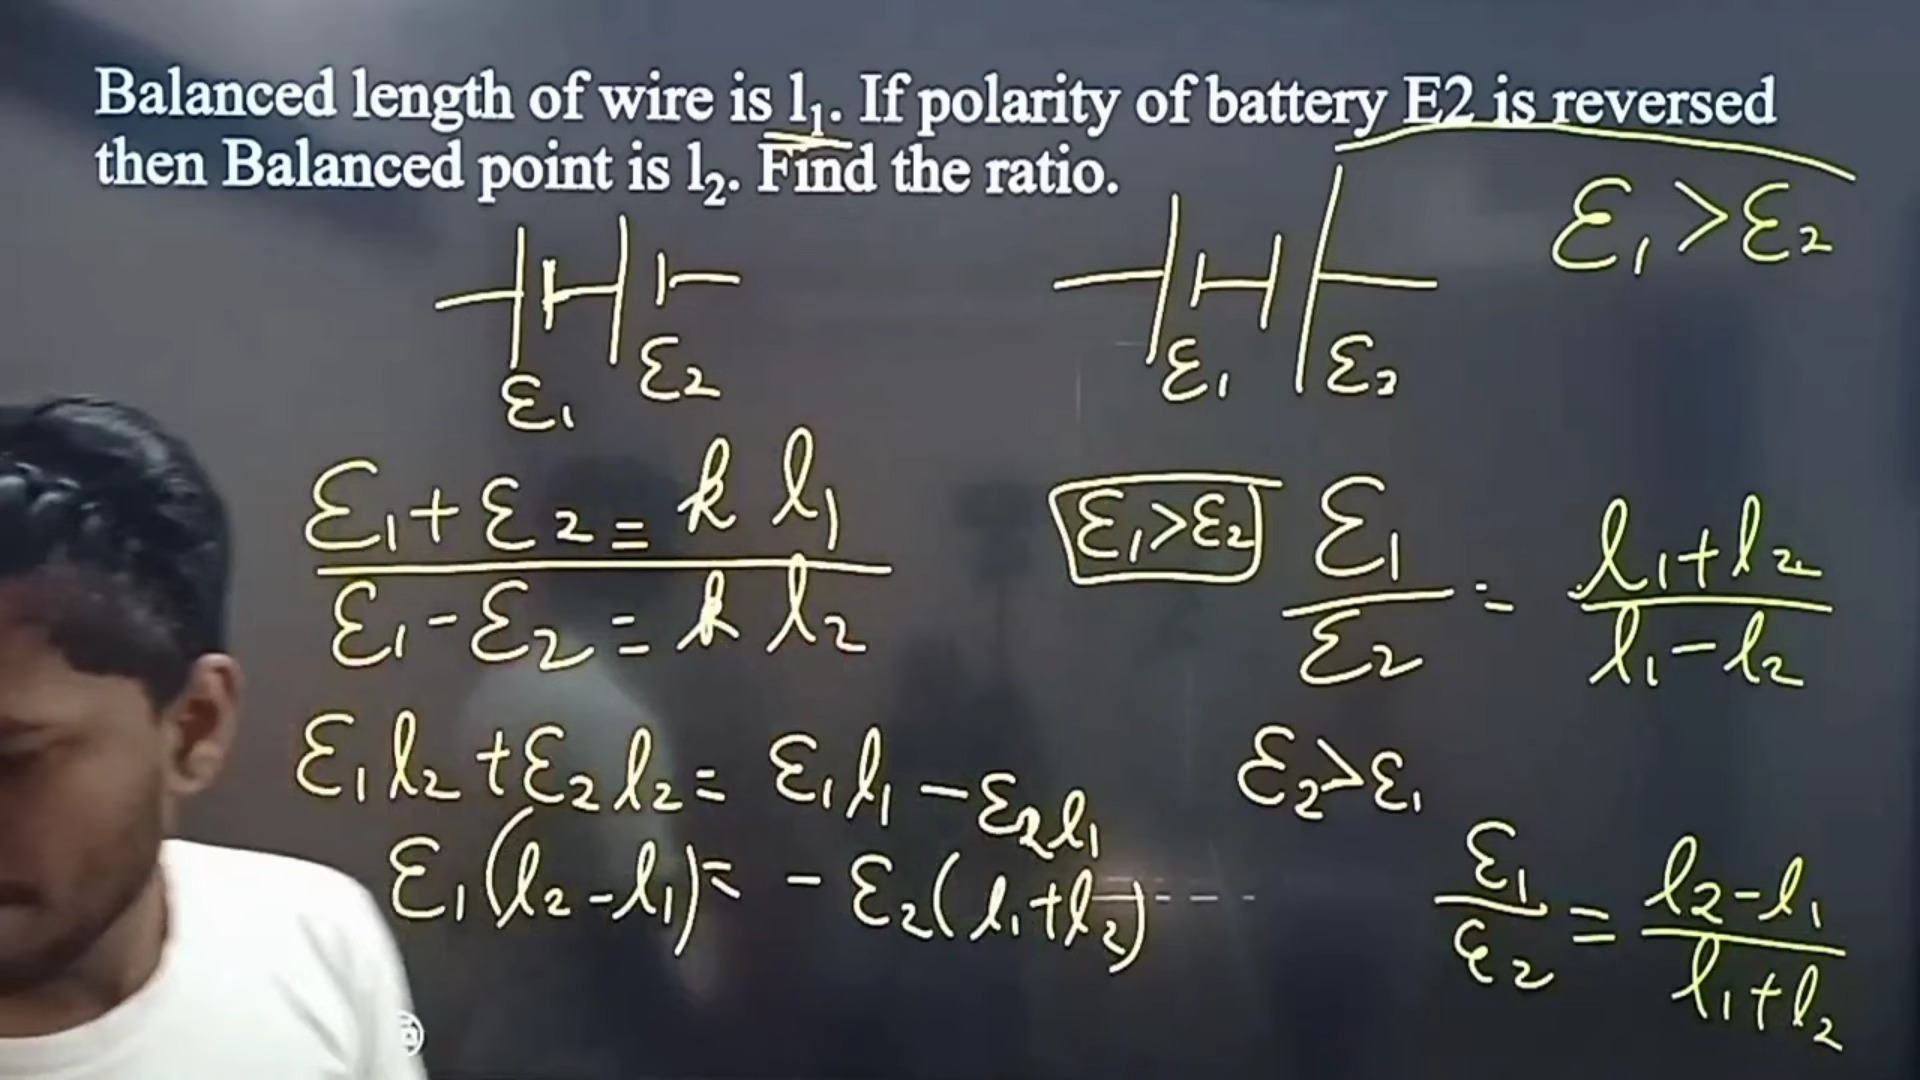 Balanced length of wire is l₁. If polarity of battery E2 is reversed
then Balanced point is l₂. Find the ratio.
ε₁ > ε₂
ε₁ ε₂
ε₁ ε₂
ε₁ + ε₂ = k l₁
ε₁ - ε₂ = k l₂
ε₁ > ε₂
ε₁/ε₂ = (l₁ + l₂)/(l₁ - l₂)
ε₁ l₂ + ε₂ l₂ = ε₁ l₁ - ε₂ l₁
ε₁ (l₂ - l₁) = - ε₂ (l₁ + l₂)
ε₂ > ε₁
ε₁/ε₂ = (l₂ - l₁)/(l₁ + l₂)